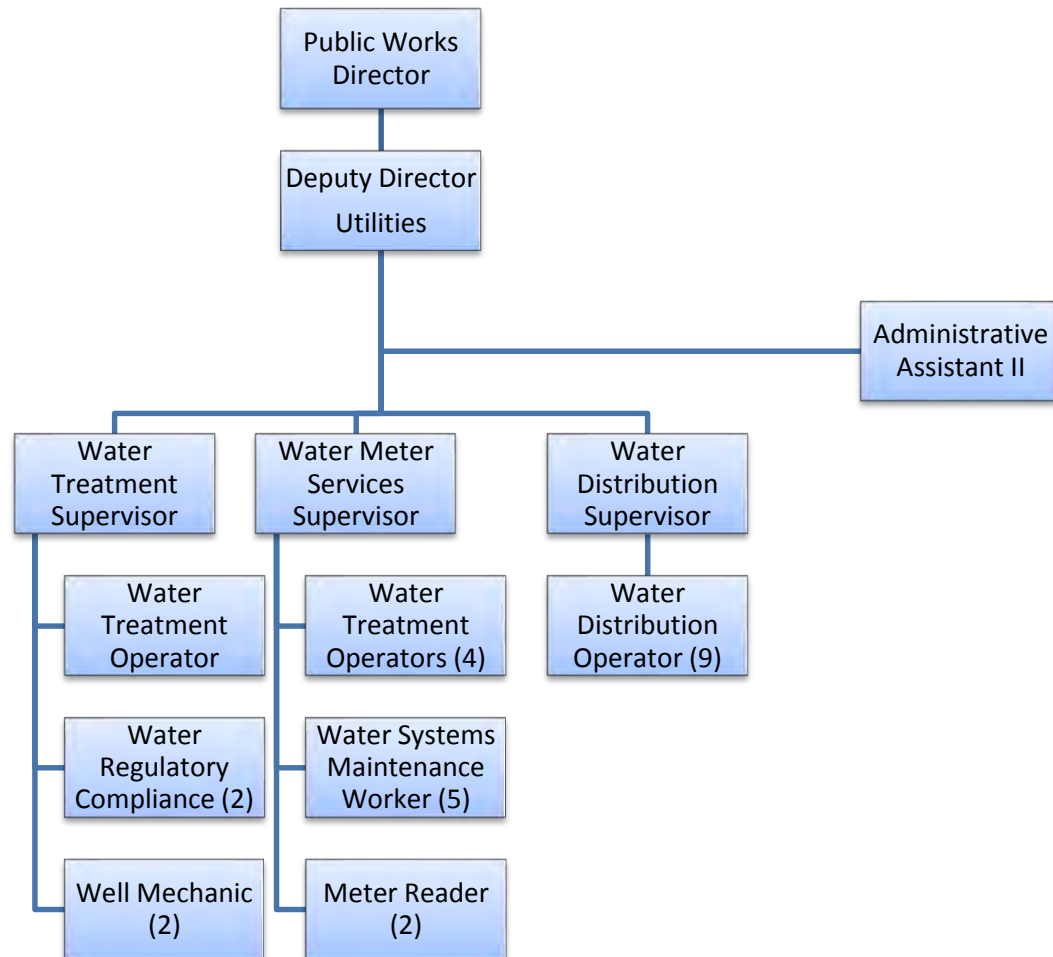 Public Works
Director
Deputy Director
Utilities
Administrative
Assistant II
Water
Treatment
Supervisor
Water Meter
Services
Supervisor
Water
Distribution
Supervisor
Water
Treatment
Operator
Water
Treatment
Operators (4)
Water
Distribution
Operator (9)
Water
Regulatory
Compliance (2)
Water Systems
Maintenance
Worker (5)
Well Mechanic
(2)
Meter Reader
(2)